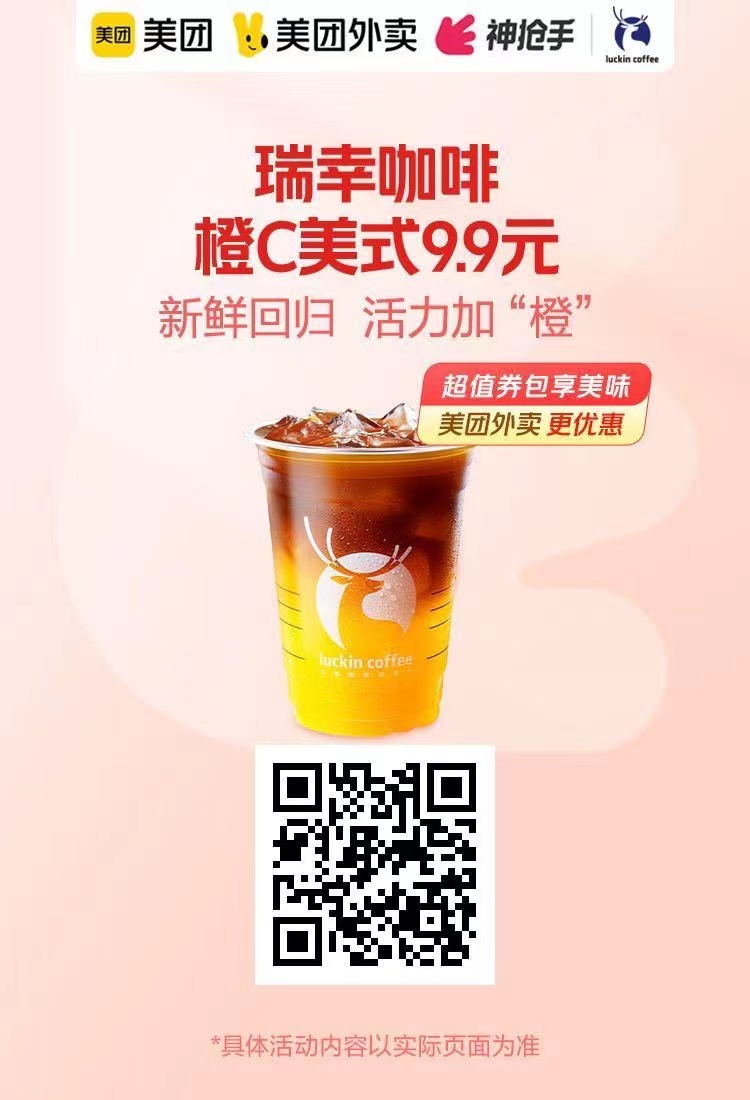 美团 美团 美团外卖 神抢手 luckin coffee
瑞幸咖啡
橙C美式9.9元
新鲜回归 活力加“橙”
超值券包享美味
美团外卖 更优惠
luckin coffee
*具体活动内容以实际页面为准